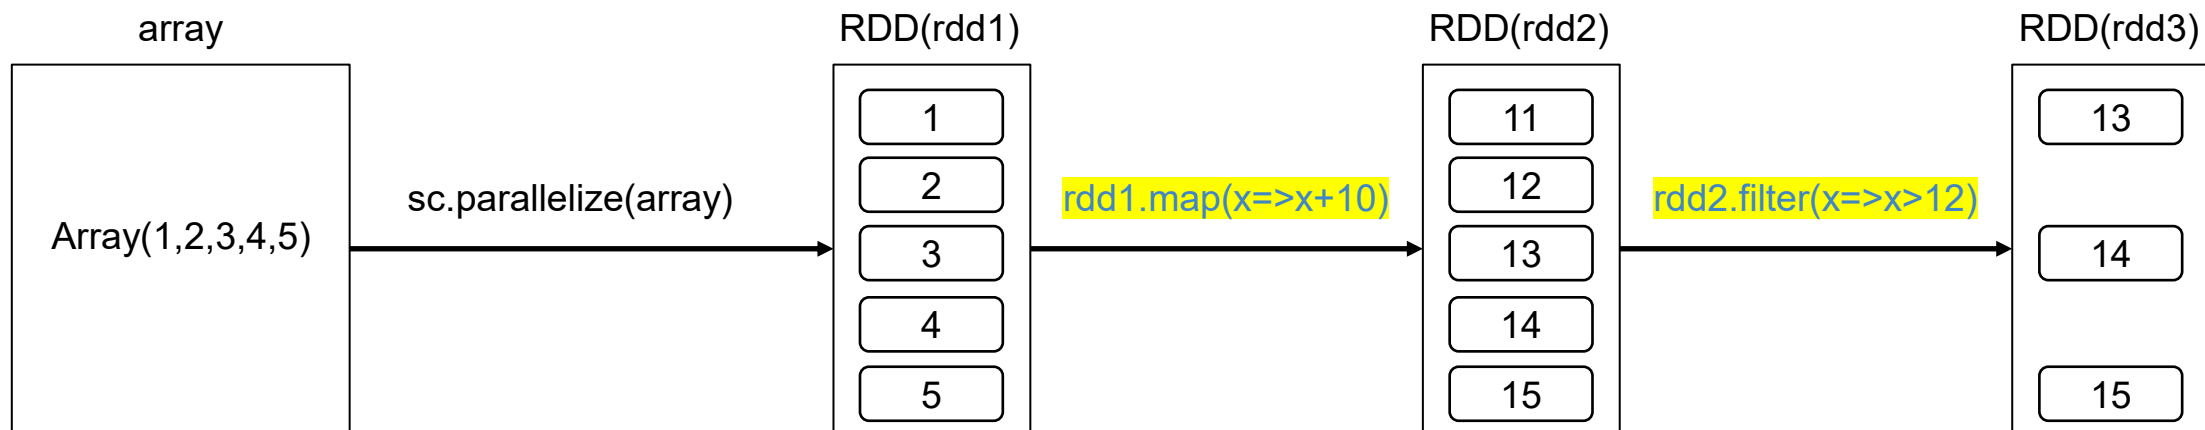 array
Array(1,2,3,4,5)
sc.parallelize(array)
RDD(rdd1)
1
2
3
4
5
rdd1.map(x=>x+10)
RDD(rdd2)
11
12
13
14
15
rdd2.filter(x=>x>12)
RDD(rdd3)
13
14
15